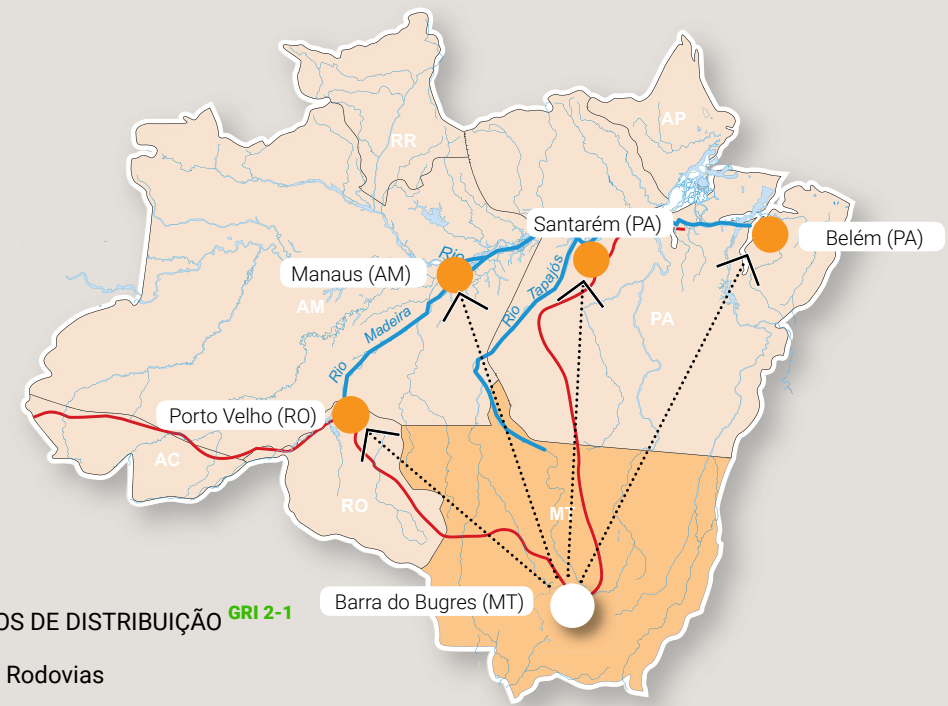 RR
AP
Santarém (PA)
Belém (PA)
Rio
Manaus (AM)
Rio Tapajós
AM
Rio Madeira
PA
Porto Velho (RO)
AC
RO
MT
Barra do Bugres (MT)
OS DE DISTRIBUIÇÃO GRI 2-1
Rodovias